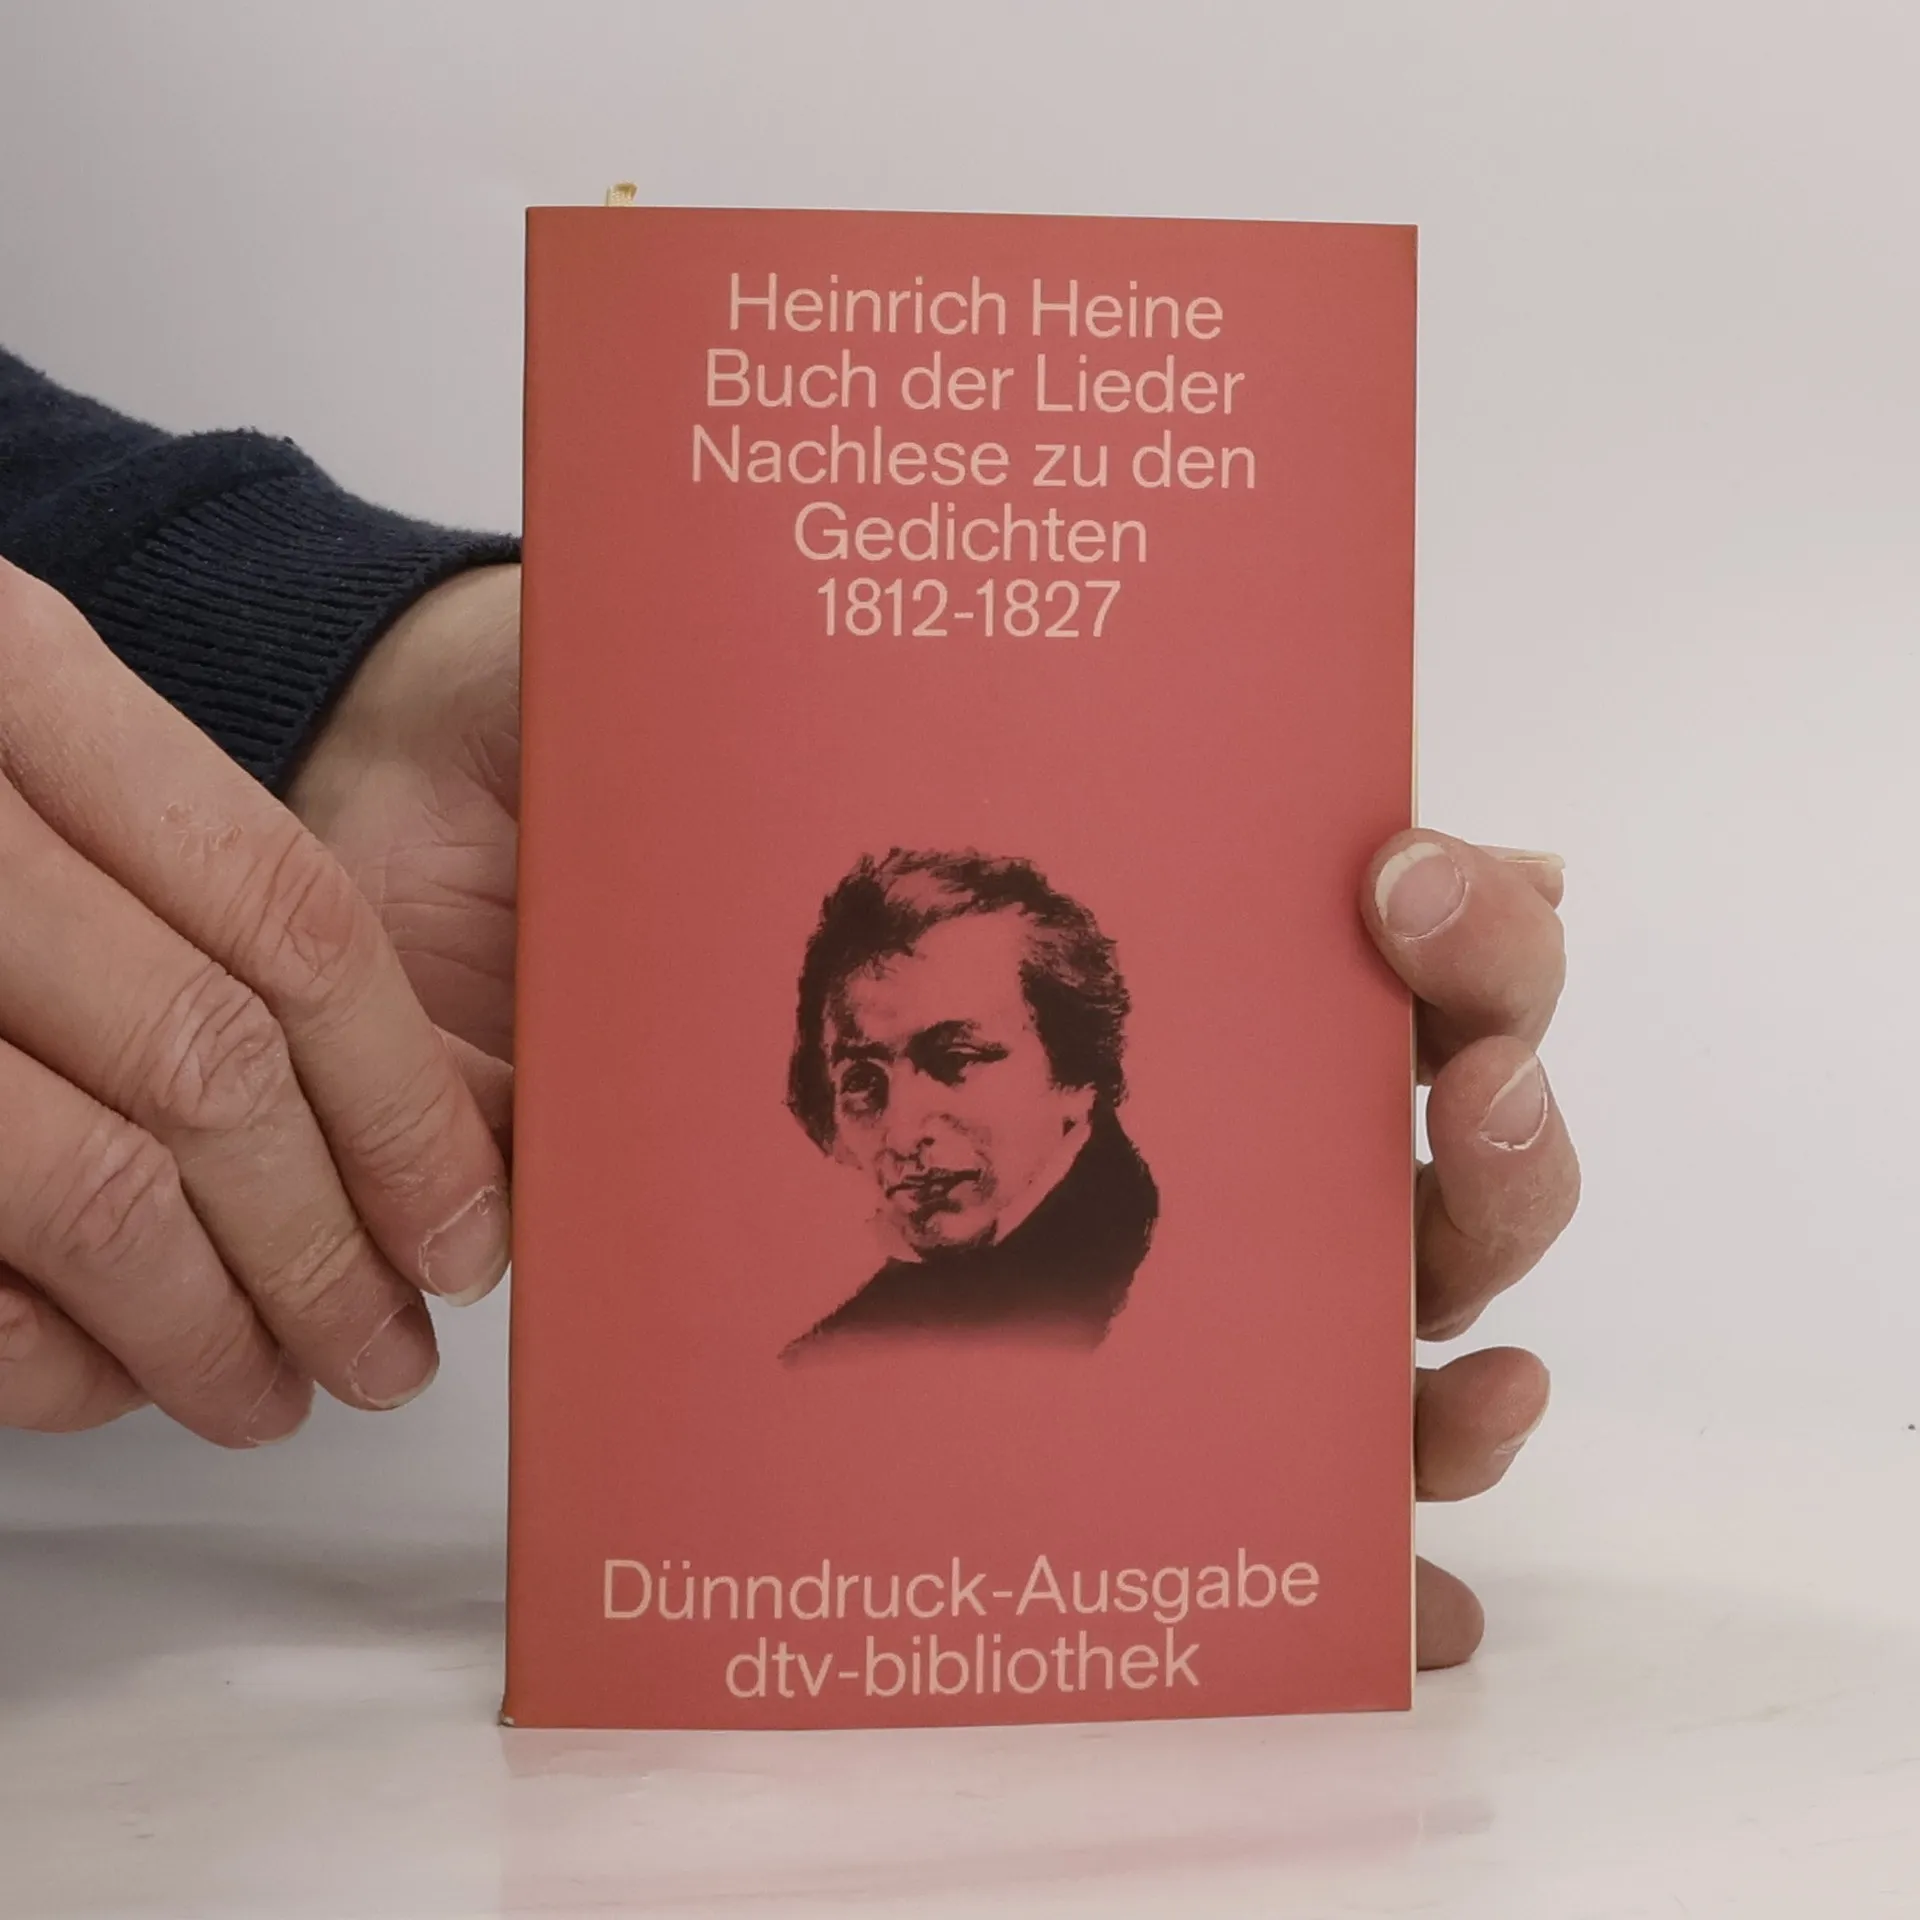 Heinrich Heine
Buch der Lieder
Nachlese zu den
Gedichten
1812-1827
Dünndruck-Ausgabe
dtv-bibliothek